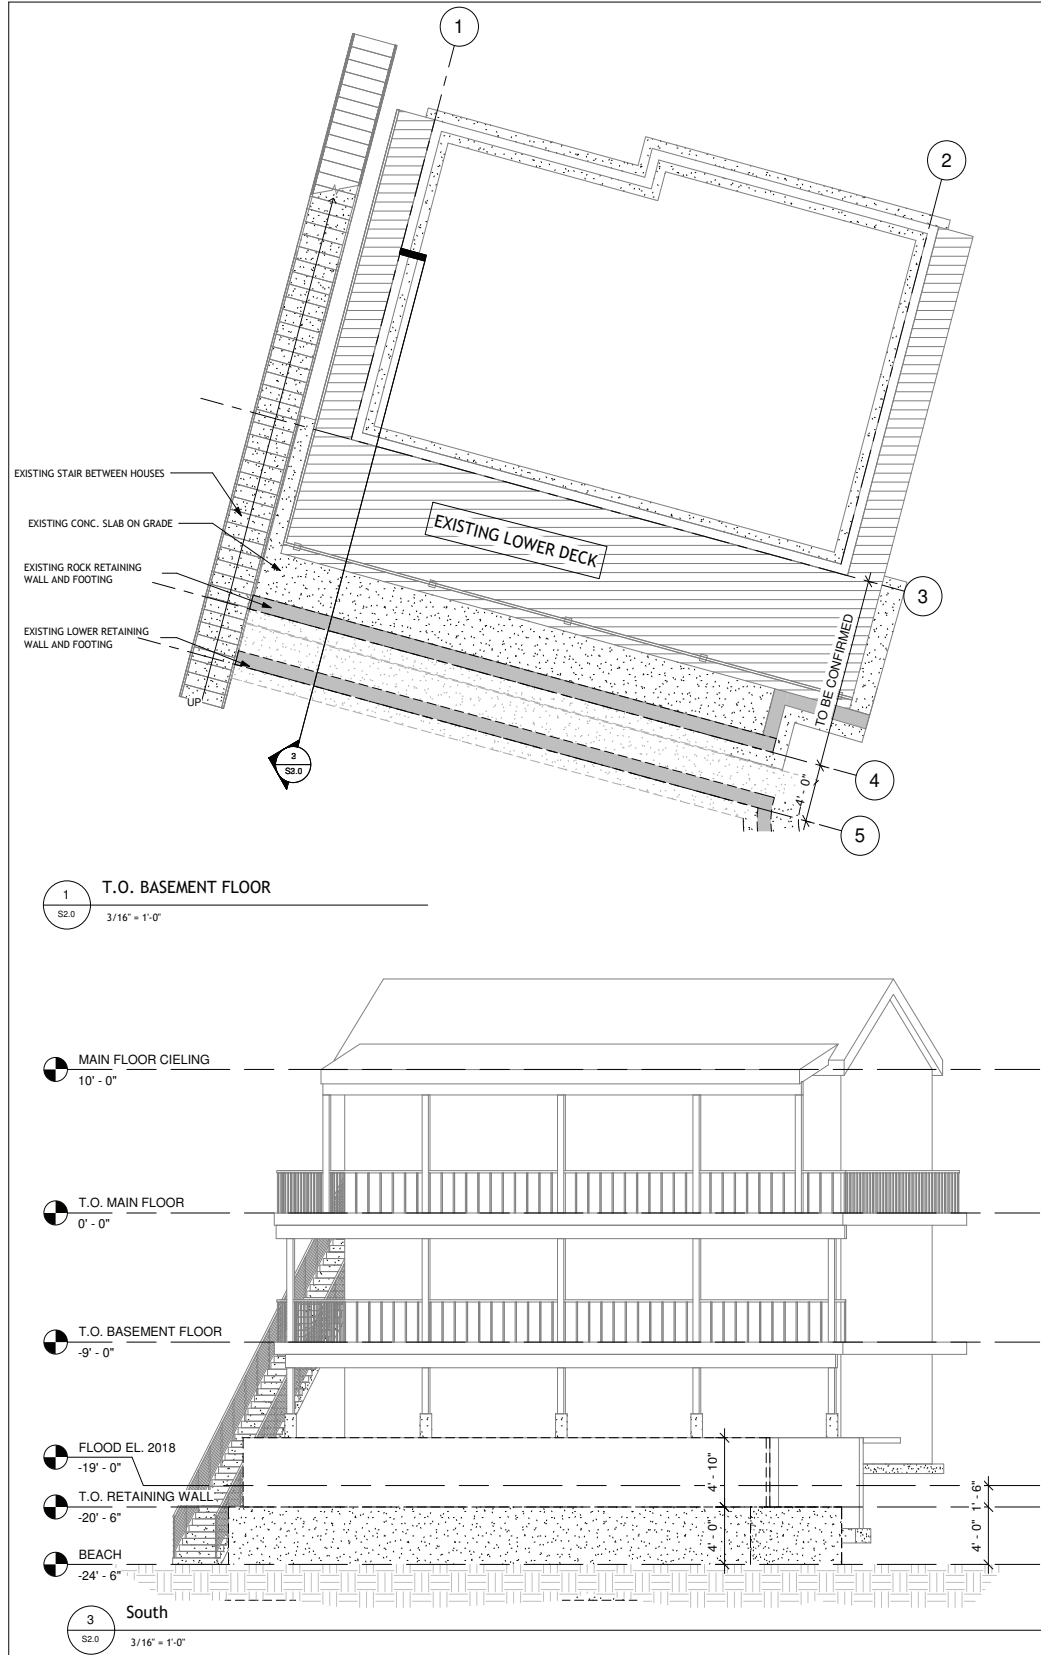 1
2
EXISTING STAIR BETWEEN HOUSES
EXISTING CONC. SLAB ON GRADE
EXISTING ROCK RETAINING
WALL AND FOOTING
EXISTING LOWER RETAINING
WALL AND FOOTING
EXISTING LOWER DECK
3
TO BE CONFIRMED
UP
4
4' - 0"
5
S2.0
1
S2.0
T.O. BASEMENT FLOOR
3/16" = 1'-0"
MAIN FLOOR CIELING
10' - 0"
T.O. MAIN FLOOR
0' - 0"
T.O. BASEMENT FLOOR
-9' - 0"
FLOOD EL. 2018
-19' - 0"
4' - 10"
1' - 6"
T.O. RETAINING WALL
-20' - 6"
4' - 0"
4' - 0"
BEACH
-24' - 6"
3
S2.0
South
3/16" = 1'-0"